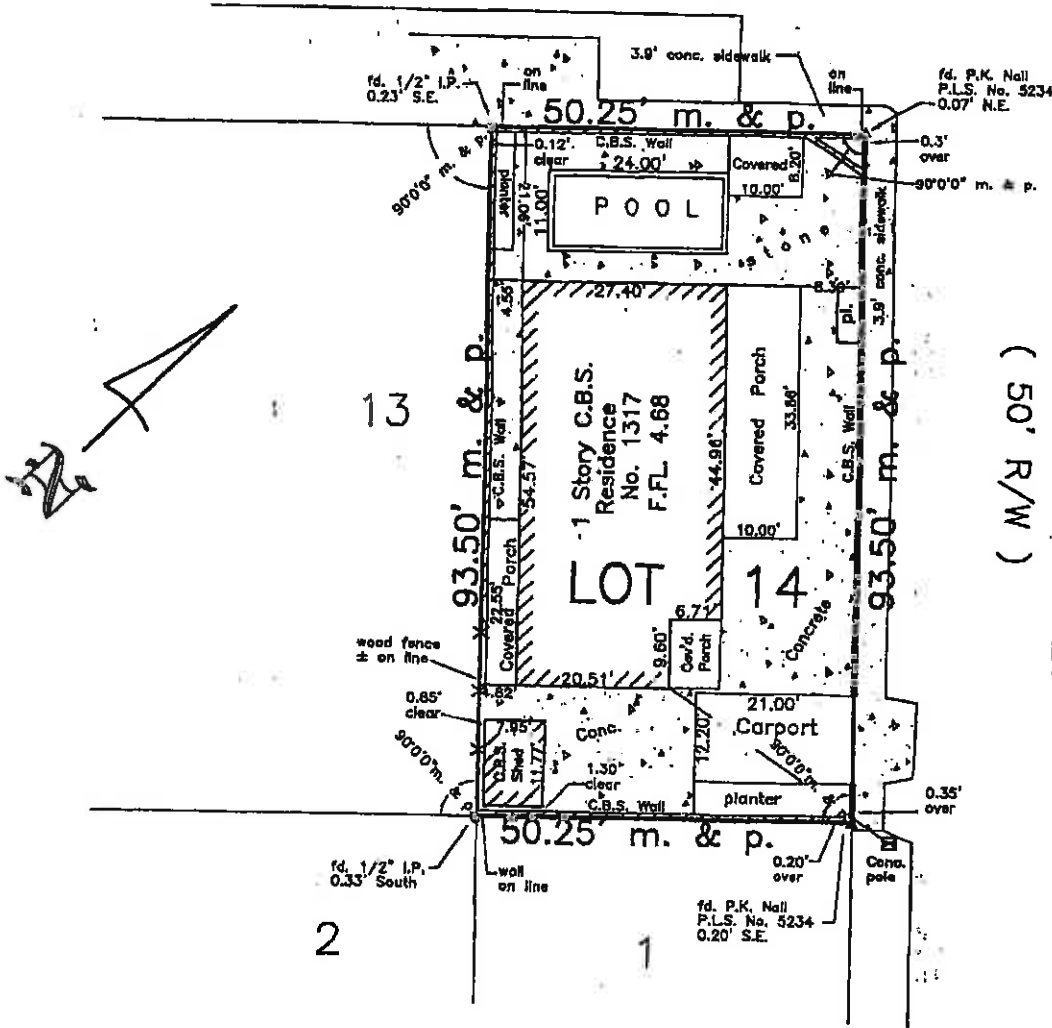 3.9' conc. sidewalk
on
line
fd. 1/2" I.P.
0.23' S.E.
on
line
fd. P.K. Nail
P.L.S. No. 5234
0.07' N.E.
50.25' m. & p.
0.12'
clear
C.B.S. Wall
24.00'
Covered
8.20'
10.00'
0.3'
over
90°0'0" m. & p.
90°0'0" m. & p.
planter
21.06'
11.00'
POOL
stone
3.9' conc. sidewalk
27.40'
4.55'
8.36'
pl.
13
93.50' m. & p.
C.B.S. Wall
54.57'
1 Story C.B.S.
Residence
No. 1317
F.FL. 4.68
44.96'
Covered Porch
33.86'
10.00'
C.B.S. Wall
93.50' m. & p.
( 50' R/W )
N
LOT 14
22.55'
Covered Porch
Concrete
6.71'
9.60'
Cov'd.
Porch
wood fence
± on line
20.51'
0.85'
clear
7.95'
C.B.S.
Shed
11.77'
Conc.
21.00'
Carport
12.20'
90°0'0" m. & p.
90°0'0" m. & p.
1.30'
clear
C.B.S. Wall
planter
0.35'
over
50.25' m. & p.
fd. 1/2" I.P.
0.33' South
wall
on line
0.20'
over
Conc.
pole
fd. P.K. Nail
P.L.S. No. 5234
0.20' S.E.
2
1